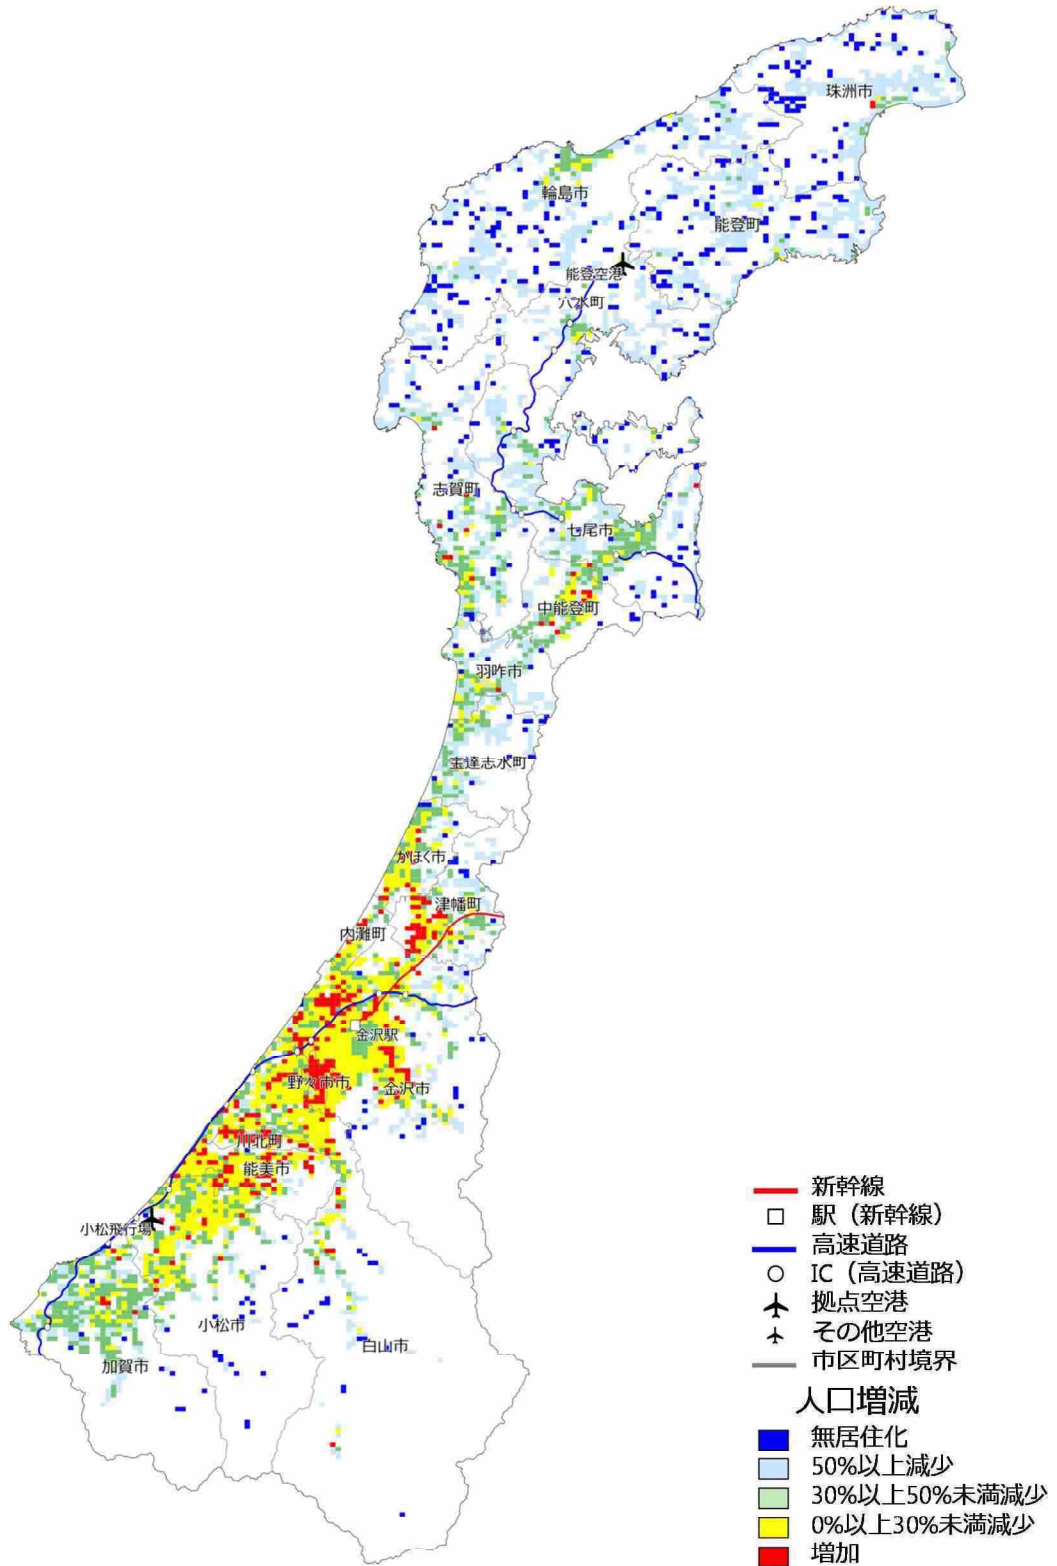 珠洲市
輪島市
能登町
能登空港
穴水町
志賀町
七尾市
中能登町
羽咋市
宝達志水町
かほく市
津幡町
内灘町
金沢駅
野々市市
金沢市
川北町
能美市
小松飛行場
小松市
白山市
加賀市
新幹線
駅（新幹線）
高速道路
IC（高速道路）
拠点空港
その他空港
市区町村境界
人口増減
無居住化
50%以上減少
30%以上50%未満減少
0%以上30%未満減少
増加